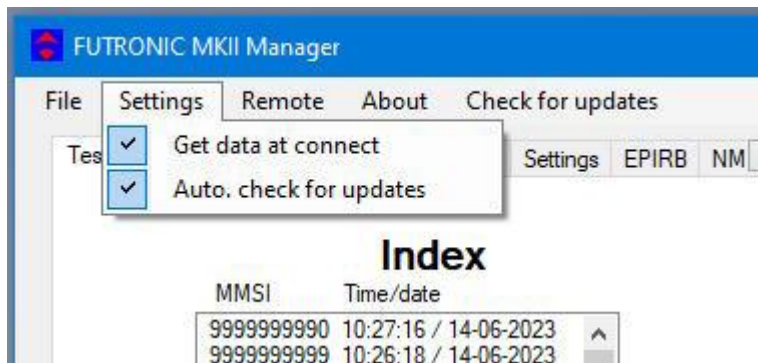 FUTRONIC MKII Manager
File Settings Remote About Check for updates
Get data at connect
Tes Settings EPIRB NM
Auto. check for updates
Index
MMSI Time/date
9999999990 10:27:16 / 14-06-2023
9999999999 10:26:18 / 14-06-2023